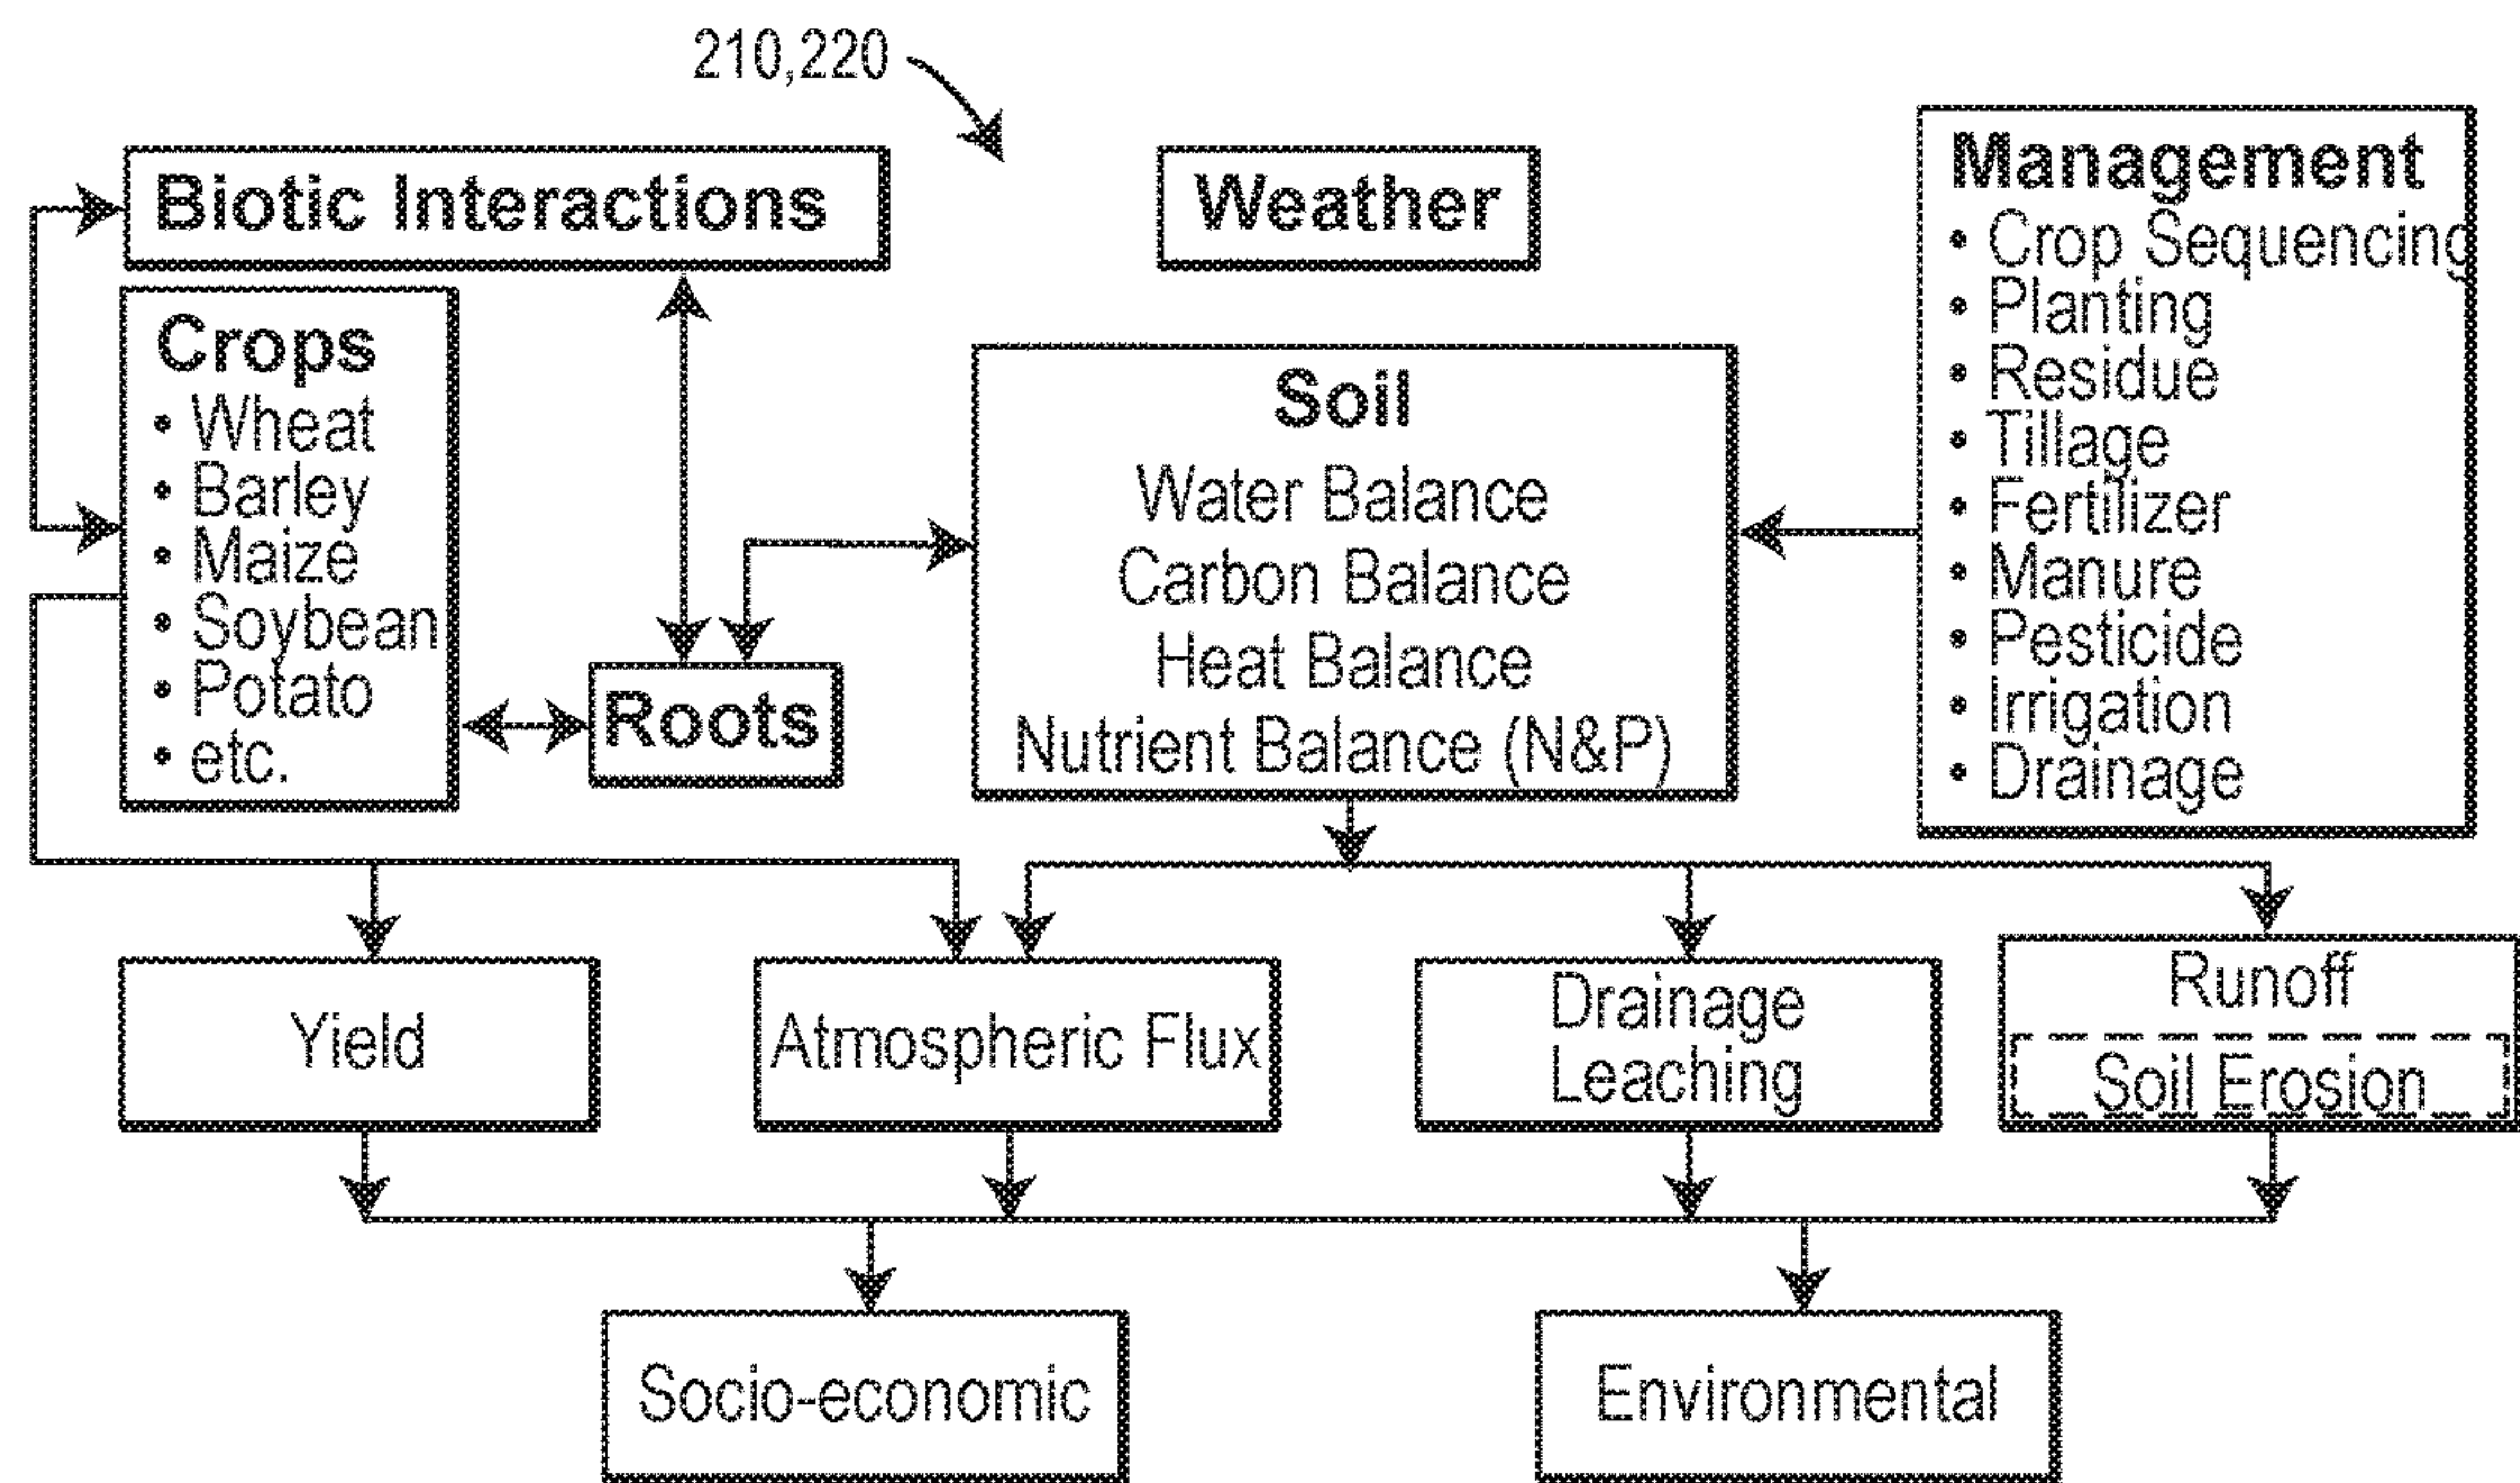 210,220
Biotic Interactions
Weather
Management
• Crop Sequencing
• Planting
• Residue
• Tillage
• Fertilizer
• Manure
• Pesticide
• Irrigation
• Drainage
Crops
• Wheat
• Barley
• Maize
• Soybean
• Potato
• etc.
Roots
Soil
Water Balance
Carbon Balance
Heat Balance
Nutrient Balance (N&P)
Yield
Atmospheric Flux
Drainage
Leaching
Runoff
Soil Erosion
Socio-economic
Environmental